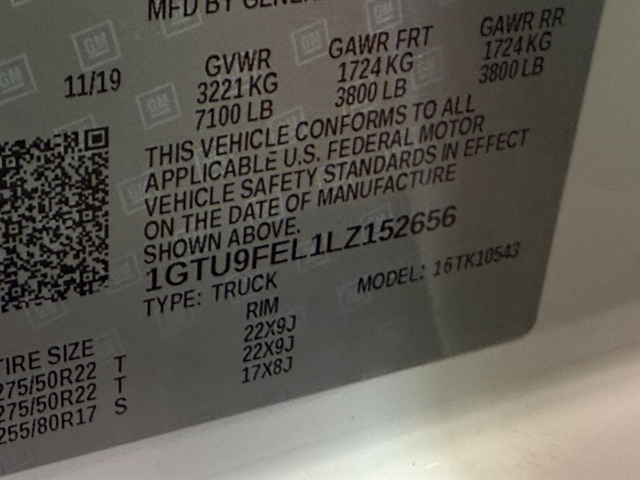 MFD BY GENER
11/19 GVWR GAWR FRT GAWR RR
3221 KG 1724 KG 1724 KG
7100 LB 3800 LB 3800 LB
THIS VEHICLE CONFORMS TO ALL
APPLICABLE U.S. FEDERAL MOTOR
VEHICLE SAFETY STANDARDS IN EFFECT
ON THE DATE OF MANUFACTURE
SHOWN ABOVE.
1GTU9FEL1LZ152656
TYPE: TRUCK MODEL: 16TK10543
TIRE SIZE RIM
275/50R22 T 22X9J
275/50R22 T 22X9J
255/80R17 S 17X8J